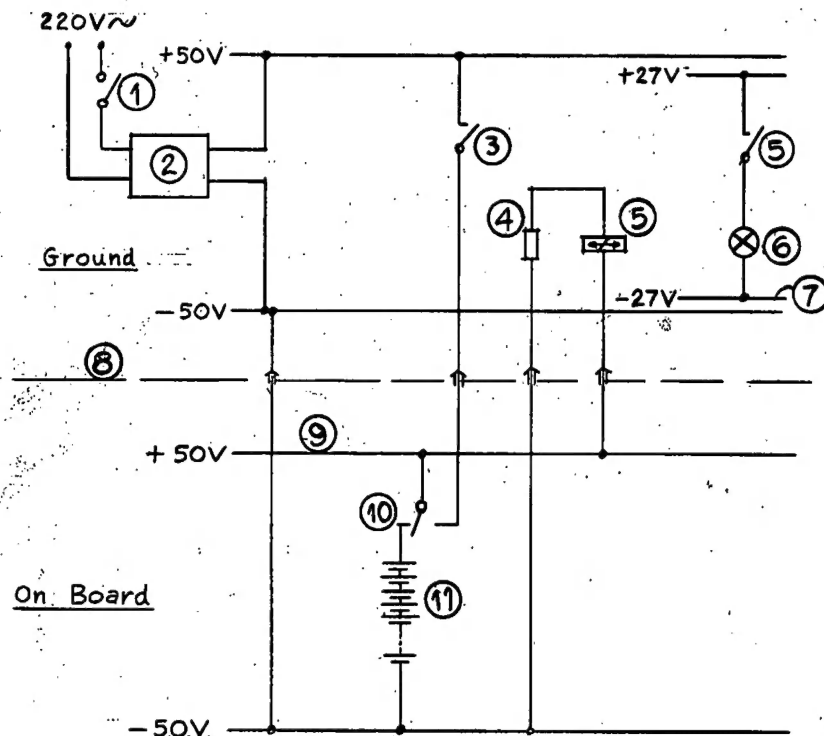 220V~
+50V
+27V
①
②
③
⑤
④
⑤
⑥
Ground
-50V
-27V
⑦
⑧
+50V
⑨
⑩
On Board
⑪
-50V